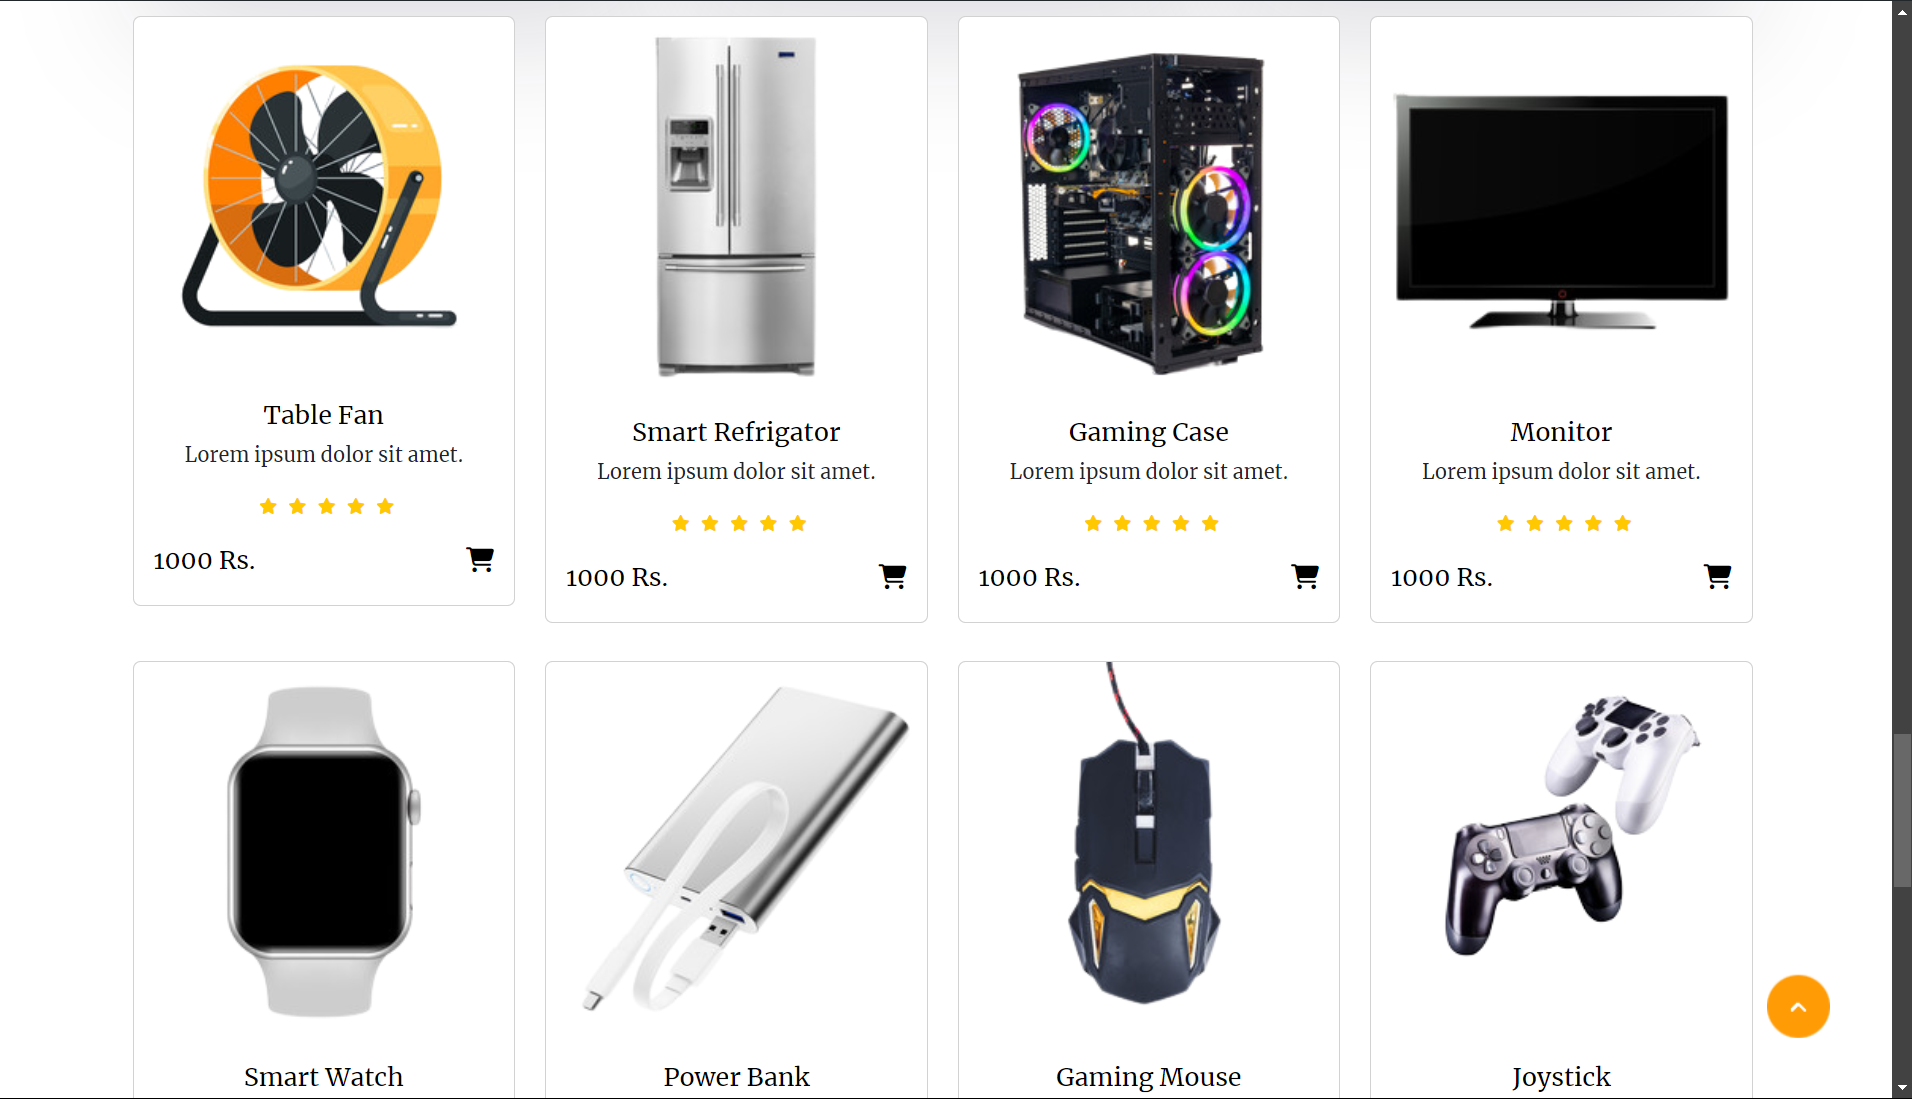 Table Fan
Lorem ipsum dolor sit amet.
1000 Rs.
Smart Refrigator
Lorem ipsum dolor sit amet.
1000 Rs.
Gaming Case
Lorem ipsum dolor sit amet.
1000 Rs.
Monitor
Lorem ipsum dolor sit amet.
1000 Rs.
Smart Watch
Power Bank
Gaming Mouse
Joystick